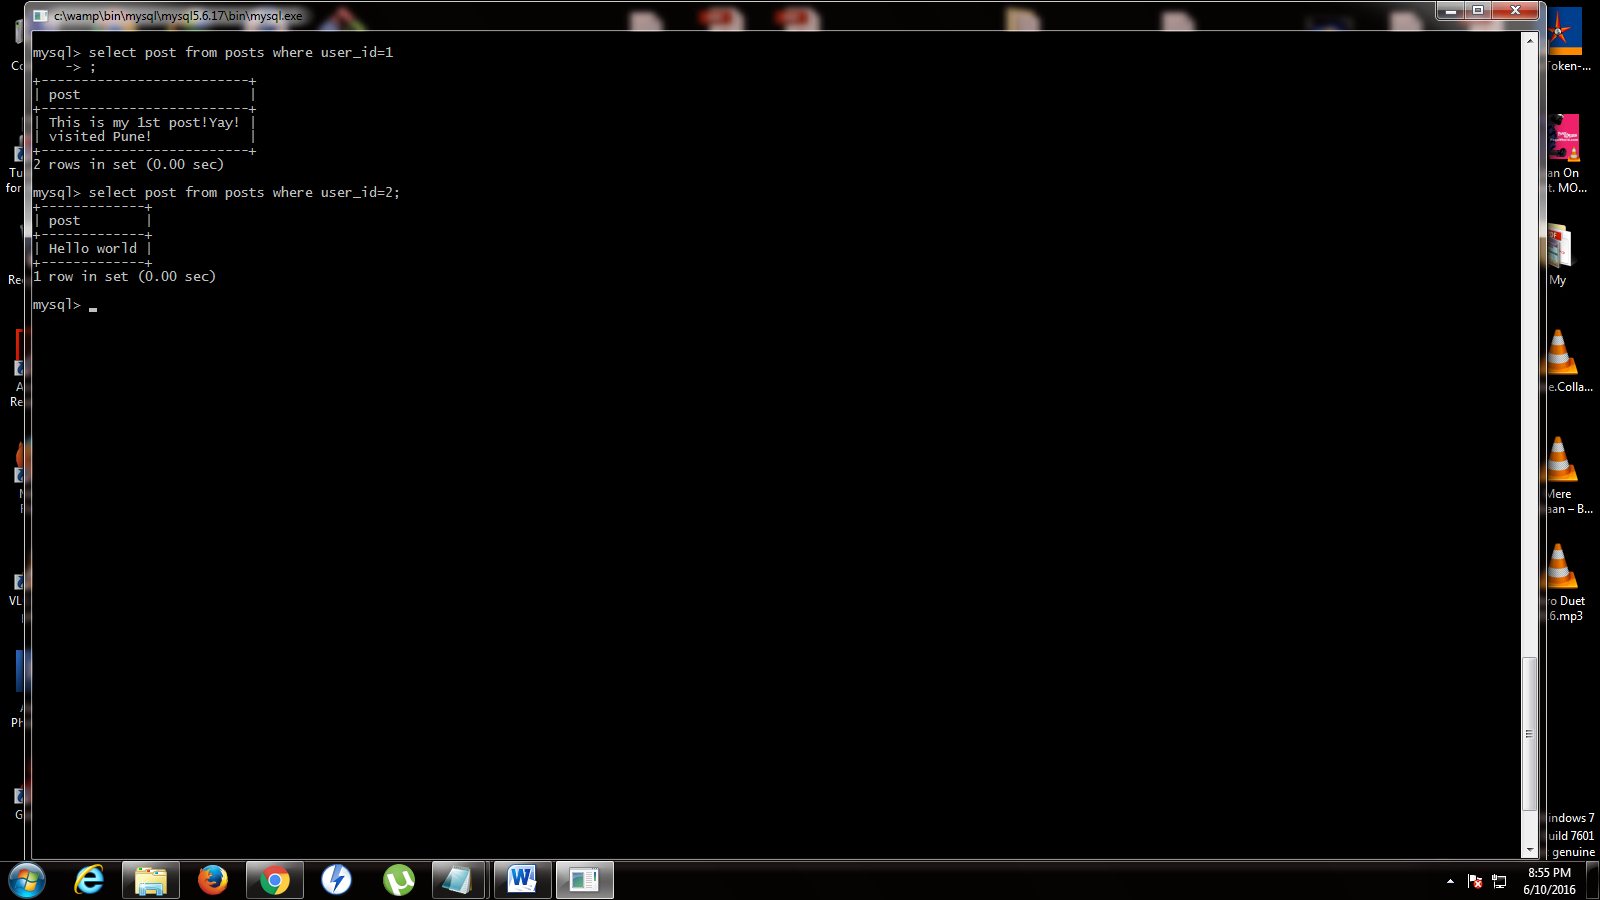 c:\wamp\bin\mysql\mysql5.6.17\bin\mysql.exe
mysql> select post from posts where user_id=1
    -> ;
+--------------------------+
| post                     |
+--------------------------+
| This is my 1st post!Yay! |
| visited Pune!            |
+--------------------------+
2 rows in set (0.00 sec)
mysql> select post from posts where user_id=2;
+-------------+
| post        |
+-------------+
| Hello world |
+-------------+
1 row in set (0.00 sec)
mysql>
Co
Tu
for
Rec
A
Re
VL
G
Ph
oken-...
an On
t. MO...
My
e.Colla...
Mere
aan – B...
ro Duet
6.mp3
indows 7
uild 7601
genuine
8:55 PM
6/10/2016